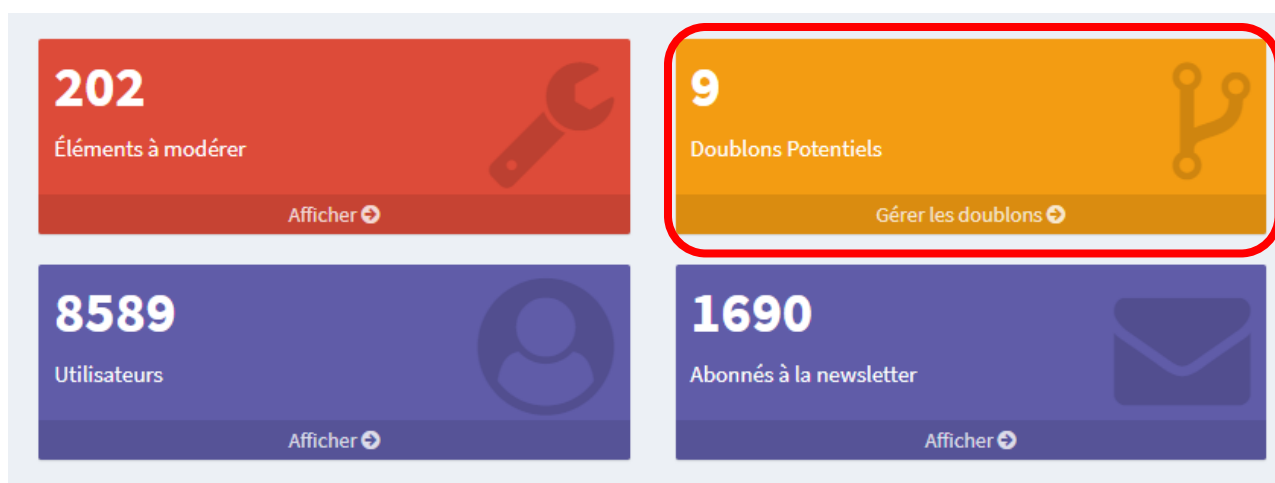 202
Éléments à modérer
Afficher
9
Doublons Potentiels
Gérer les doublons
8589
Utilisateurs
Afficher
1690
Abonnés à la newsletter
Afficher